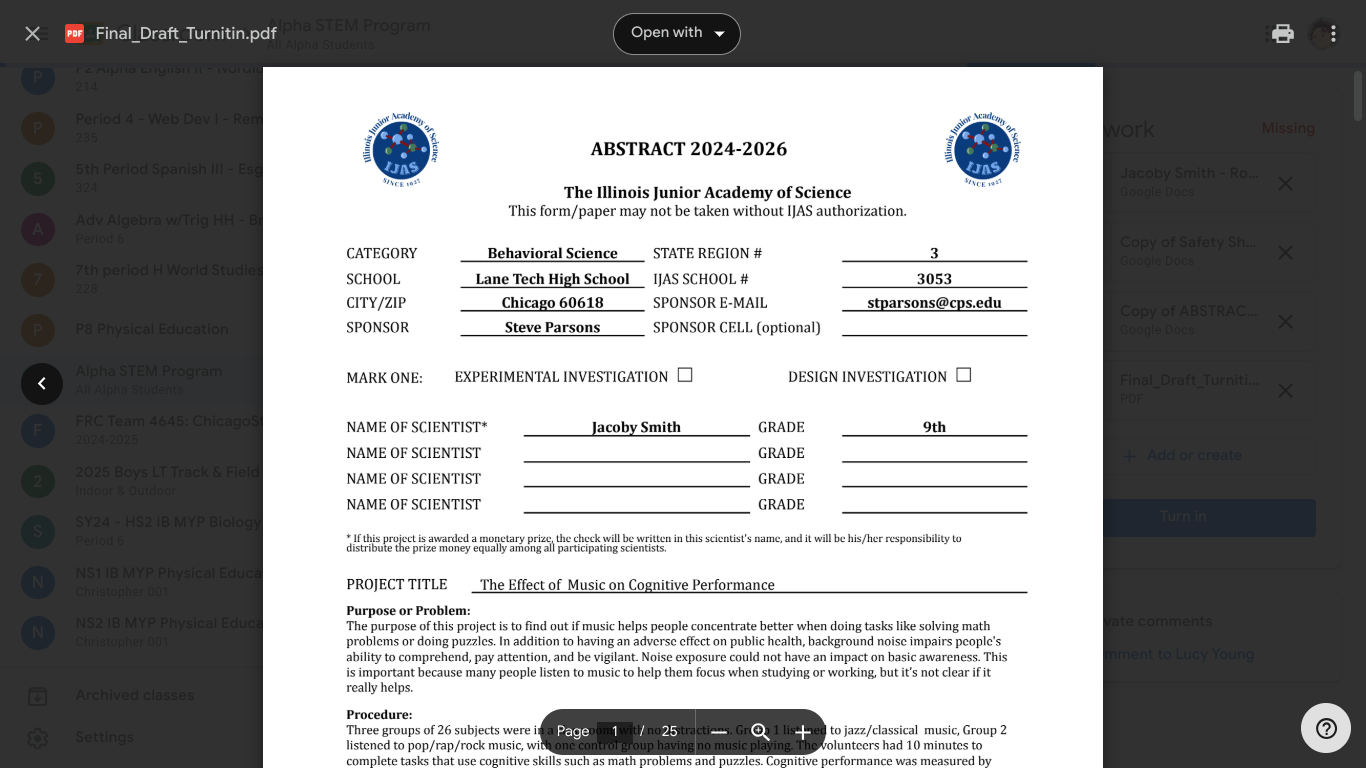 Final_Draft_Turnitin.pdf
Alpha STEM Program
All Alpha Students
Open with
P2 Alpha English II - Nordla
214
Period 4 - Web Dev I - Rem
235
5th Period Spanish III - Esq
324
Adv Algebra w/Trig HH - Br
Period 6
7th period H World Studies
228
P8 Physical Education
Alpha STEM Program
All Alpha Students
FRC Team 4645: ChicagoSt
2024-2025
2025 Boys LT Track & Field
Indoor & Outdoor
SY24 - HS2 IB MYP Biology
Period 6
NS1 IB MYP Physical Educa
Christopher 001
NS2 IB MYP Physical Educa
Christopher 001
Archived classes
Settings
Illinois Junior Academy of Science
IJAS
SINCE 1927
ABSTRACT 2024-2026
Illinois Junior Academy of Science
IJAS
SINCE 1927
The Illinois Junior Academy of Science
This form/paper may not be taken without IJAS authorization.
CATEGORY Behavioral Science STATE REGION # 3
SCHOOL Lane Tech High School IJAS SCHOOL # 3053
CITY/ZIP Chicago 60618 SPONSOR E-MAIL stparsons@cps.edu
SPONSOR Steve Parsons SPONSOR CELL (optional)
MARK ONE: EXPERIMENTAL INVESTIGATION ☐ DESIGN INVESTIGATION ☐
NAME OF SCIENTIST* Jacoby Smith GRADE 9th
NAME OF SCIENTIST GRADE
NAME OF SCIENTIST GRADE
NAME OF SCIENTIST GRADE
* If this project is awarded a monetary prize, the check will be written in this scientist's name, and it will be his/her responsibility to
distribute the prize money equally among all participating scientists.
PROJECT TITLE The Effect of  Music on Cognitive Performance
Purpose or Problem:
The purpose of this project is to find out if music helps people concentrate better when doing tasks like solving math
problems or doing puzzles. In addition to having an adverse effect on public health, background noise impairs people's
ability to comprehend, pay attention, and be vigilant. Noise exposure could not have an impact on basic awareness. This
is important because many people listen to music to help them focus when studying or working, but it's not clear if it
really helps.
Procedure:
Three groups of 26 subjects were in a room with no distractions. Group 1 listened to jazz/classical  music, Group 2
listened to pop/rap/rock music, with one control group having no music playing. The volunteers had 10 minutes to
complete tasks that use cognitive skills such as math problems and puzzles. Cognitive performance was measured by
Page 1 / 25
work
Missing
Jacoby Smith - Ro...
Google Docs
Copy of Safety Sh...
Google Docs
Copy of ABSTRAC...
Google Docs
Final_Draft_Turniti...
PDF
+ Add or create
Turn in
vate comments
mment to Lucy Young